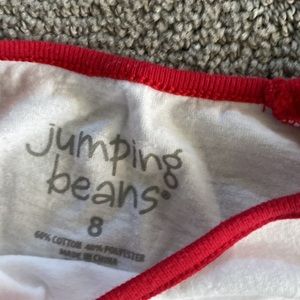 jumping
beans®
8
60% COTTON 40% POLYESTER
MADE IN CHINA